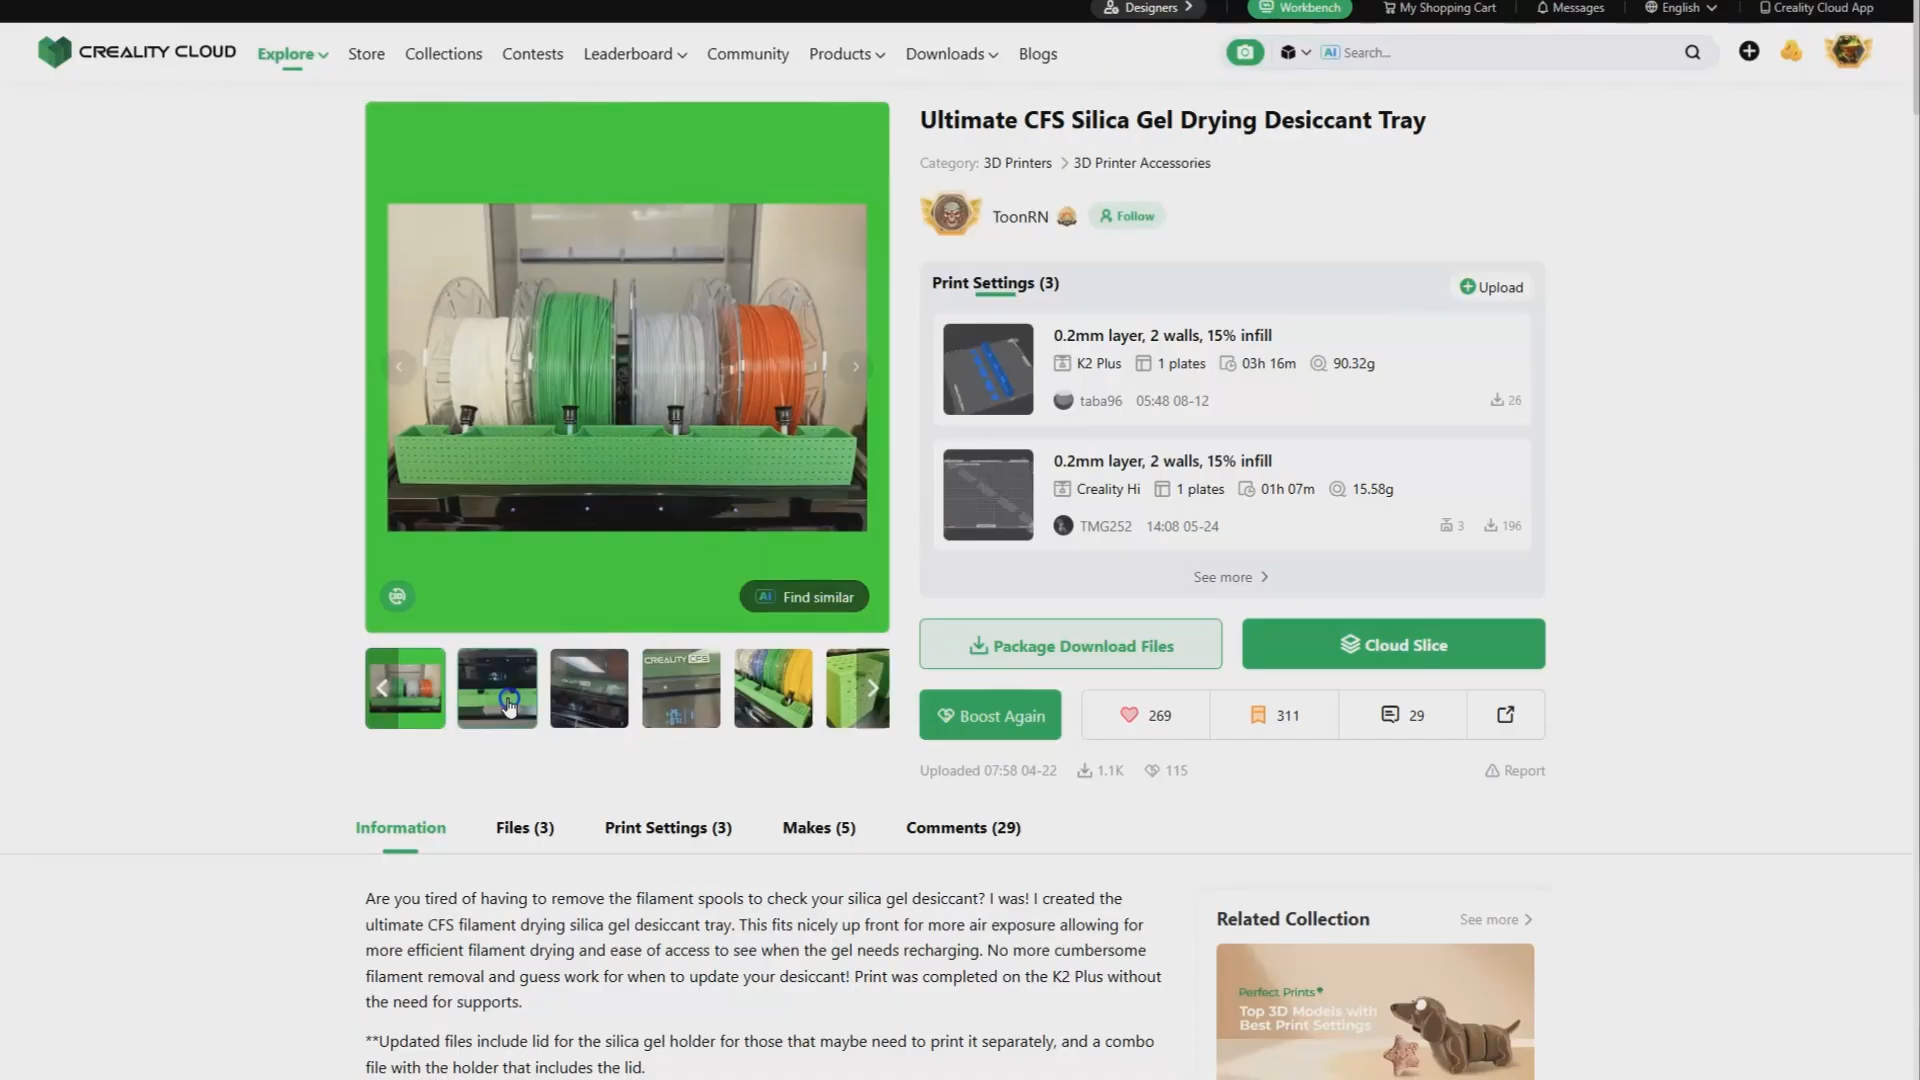 Designers
Workbench
My Shopping Cart
Messages
English
Creality Cloud App
CREALITY CLOUD
Explore
Store
Collections
Contests
Leaderboard
Community
Products
Downloads
Blogs
AI Search...
Ultimate CFS Silica Gel Drying Desiccant Tray
Category: 3D Printers > 3D Printer Accessories
ToonRN
Follow
Print Settings (3)
Upload
0.2mm layer, 2 walls, 15% infill
K2 Plus 1 plates 03h 16m 90.32g
taba96 05:48 08-12 26
0.2mm layer, 2 walls, 15% infill
Creality Hi 1 plates 01h 07m 15.58g
TMG252 14:08 05-24 3 196
See more >
AI Find similar
Package Download Files
Cloud Slice
CREALITY CFS
Boost Again
269
311
29
Uploaded 07:58 04-22 1.1K 115
Report
Information
Files (3)
Print Settings (3)
Makes (5)
Comments (29)
Are you tired of having to remove the filament spools to check your silica gel desiccant? I was! I created the
ultimate CFS filament drying silica gel desiccant tray. This fits nicely up front for more air exposure allowing for
more efficient filament drying and ease of access to see when the gel needs recharging. No more cumbersome
filament removal and guess work for when to update your desiccant! Print was completed on the K2 Plus without
the need for supports.
**Updated files include lid for the silica gel holder for those that maybe need to print it separately, and a combo
file with the holder that includes the lid.
Related Collection
See more >
Perfect Prints
Top 3D Models with
Best Print Settings